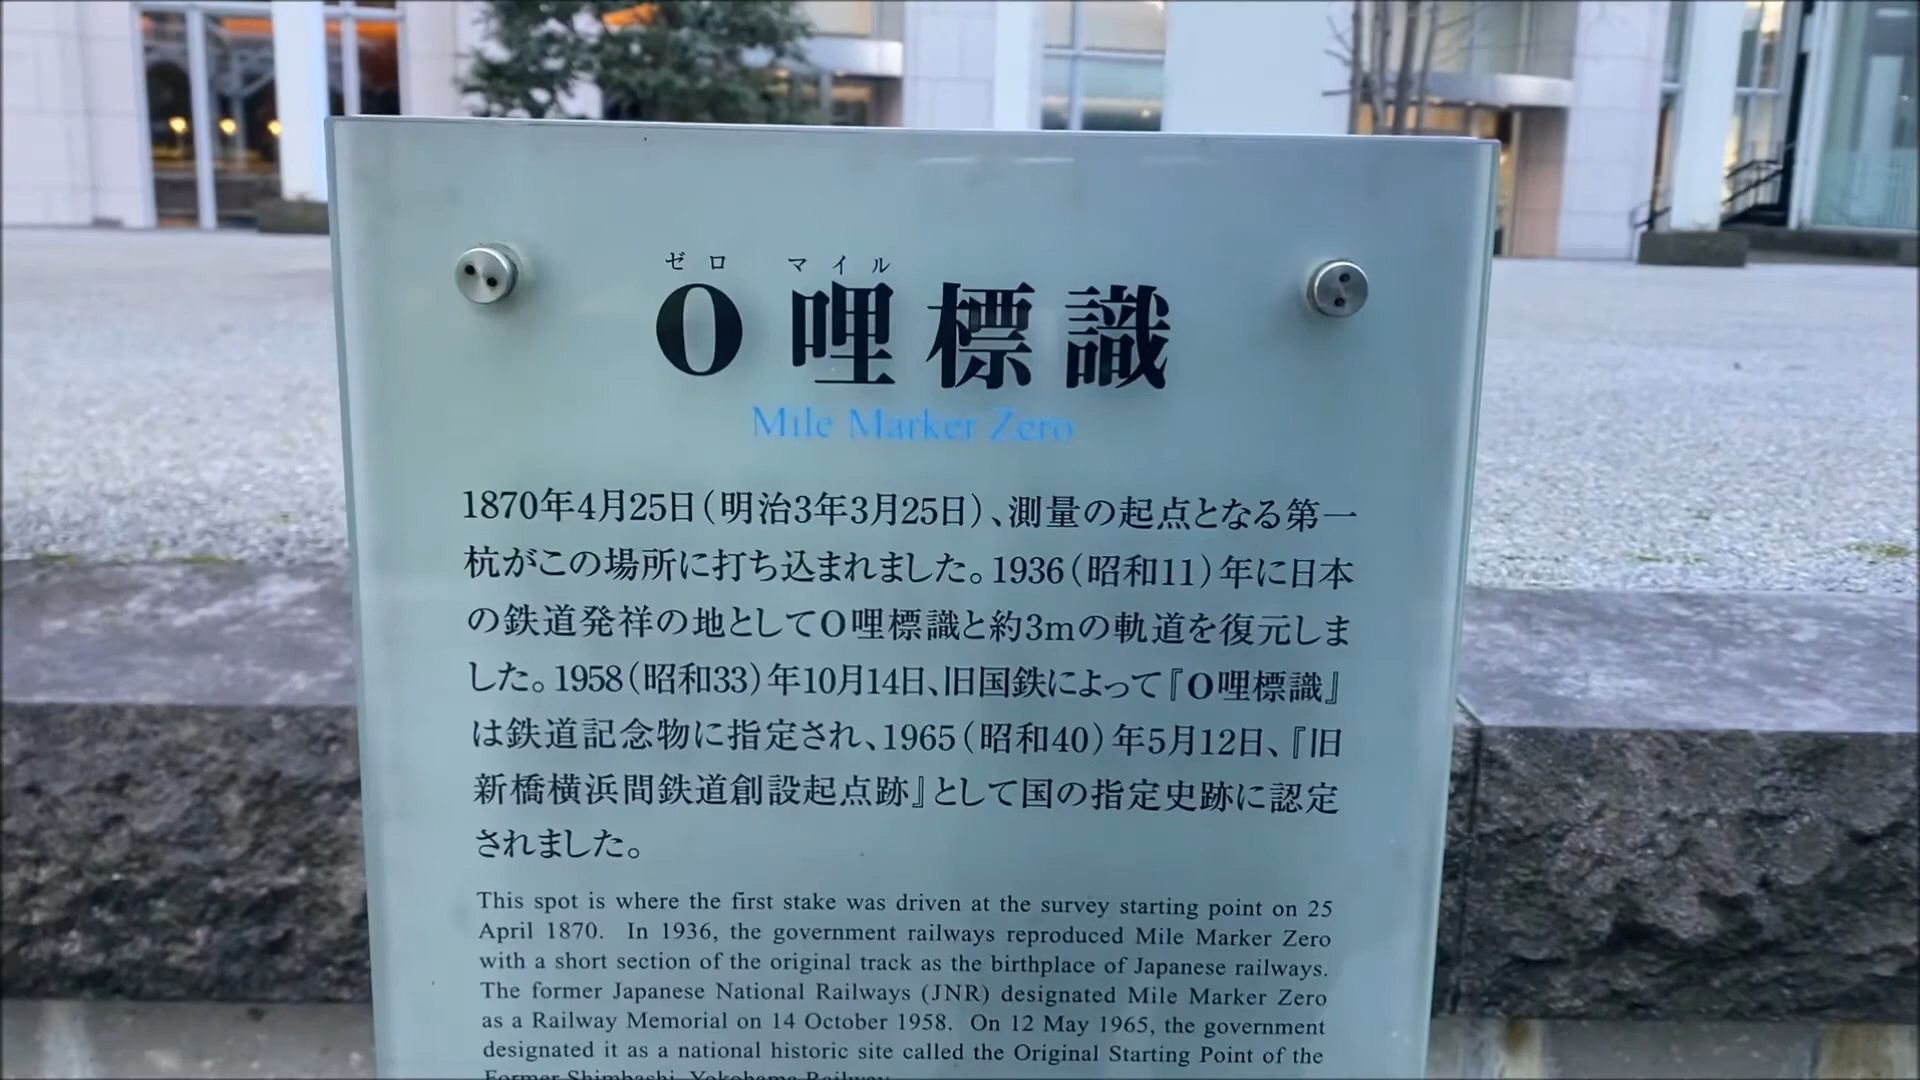 ゼロ マイル
0哩標識
Mile Marker Zero
1870年4月25日(明治3年3月25日)、測量の起点となる第一
杭がこの場所に打ち込まれました。1936(昭和11)年に日本
の鉄道発祥の地として0哩標識と約3mの軌道を復元しま
した。1958(昭和33)年10月14日、旧国鉄によって『0哩標識』
は鉄道記念物に指定され、1965(昭和40)年5月12日、『旧
新橋横浜間鉄道創設起点跡』として国の指定史跡に認定
されました。
This spot is where the first stake was driven at the survey starting point on 25
April 1870. In 1936, the government railways reproduced Mile Marker Zero
with a short section of the original track as the birthplace of Japanese railways.
The former Japanese National Railways (JNR) designated Mile Marker Zero
as a Railway Memorial on 14 October 1958. On 12 May 1965, the government
designated it as a national historic site called the Original Starting Point of the
Former Shimbashi Yokohama Railway